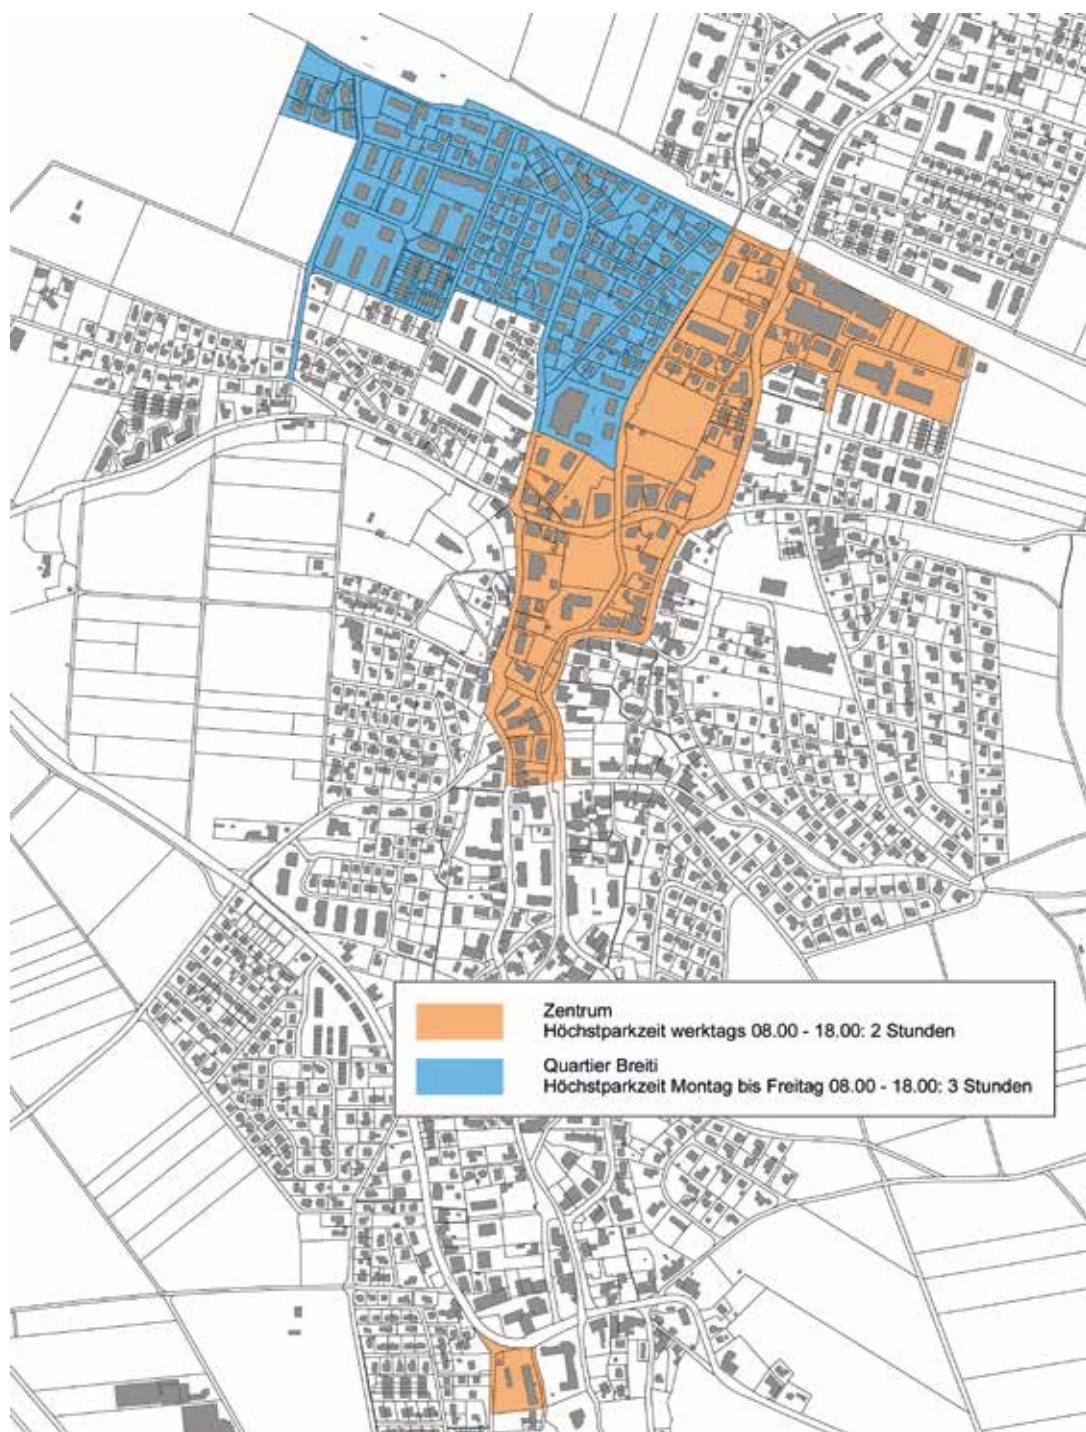 Zentrum
Höchstparkzeit werktags 08.00 - 18.00: 2 Stunden
Quartier Breiti
Höchstparkzeit Montag bis Freitag 08.00 - 18.00: 3 Stunden